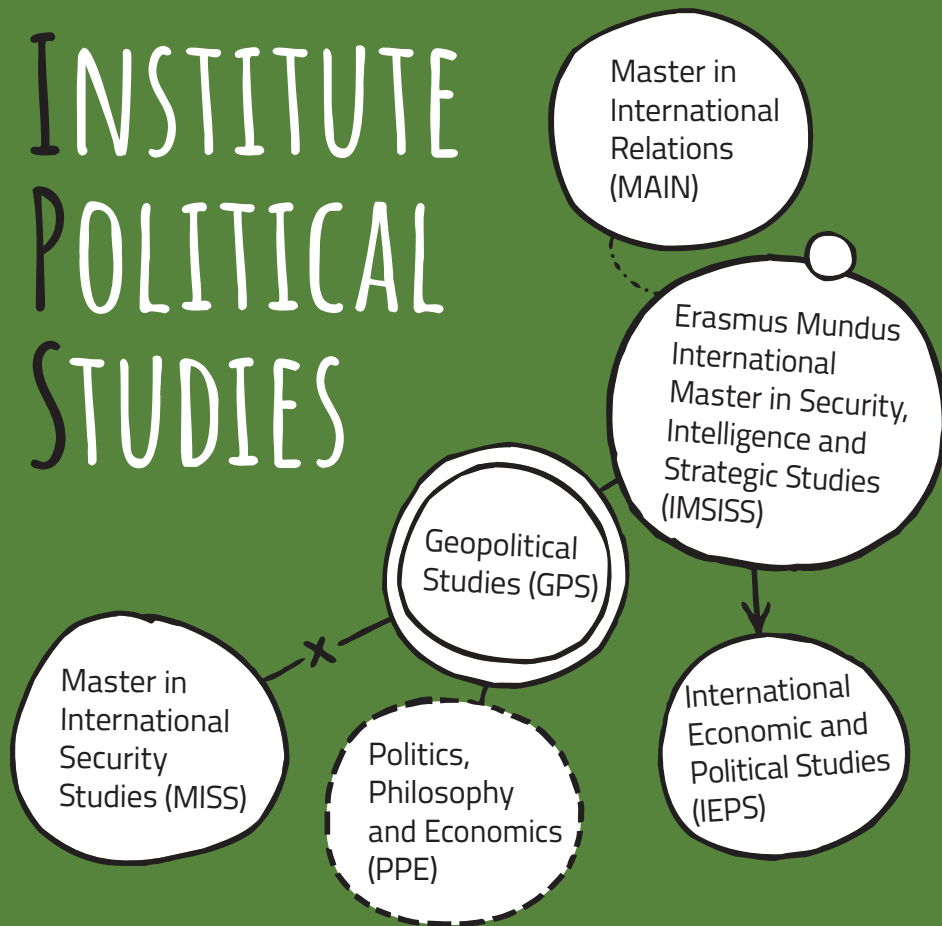 INSTITUTE
POLITICAL
STUDIES
Master in
International
Relations
(MAIN)
Erasmus Mundus
International
Master in Security,
Intelligence and
Strategic Studies
(IMSISS)
Geopolitical
Studies (GPS)
Master in
International
Security
Studies (MISS)
Politics,
Philosophy
and Economics
(PPE)
International
Economic and
Political Studies
(IEPS)